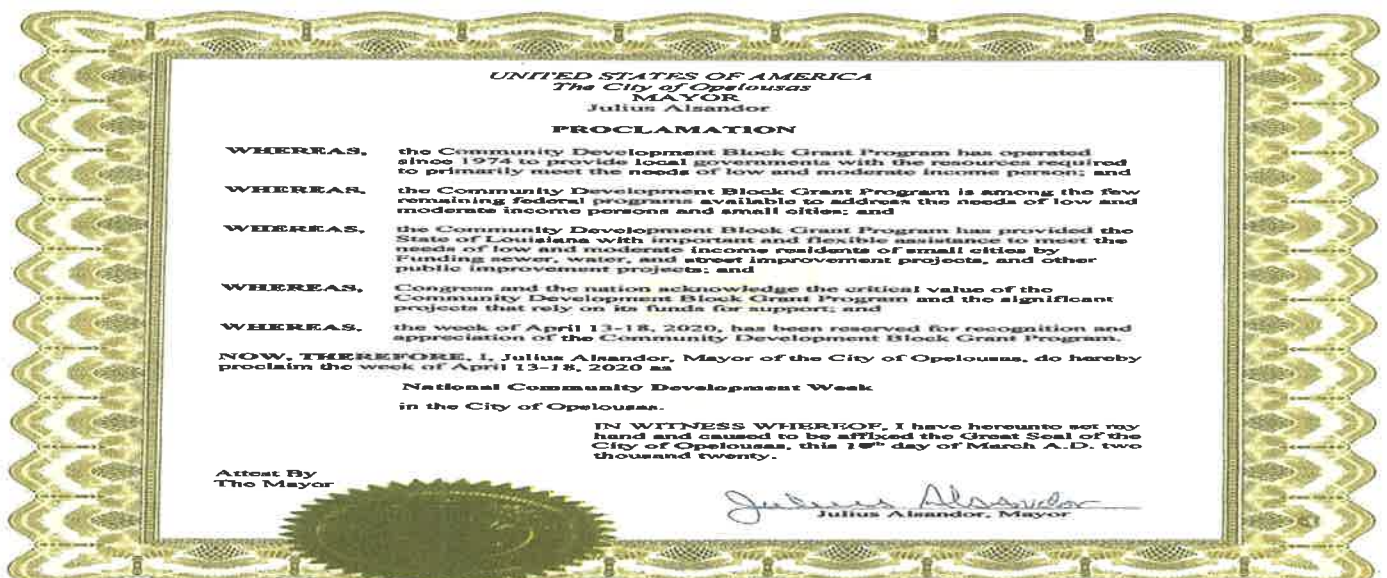 UNITED STATES OF AMERICA
The City of Opelousas
MAYOR
Julius Alsandor
PROCLAMATION
WHEREAS, the Community Development Block Grant Program has operated
since 1974 to provide local governments with the resources required
to primarily meet the needs of low and moderate income person; and
WHEREAS, the Community Development Block Grant Program is among the few
remaining federal programs available to address the needs of low and
moderate income persons and small cities; and
WHEREAS, the Community Development Block Grant Program has provided the
State of Louisiana with important and flexible assistance to meet the
needs of low and moderate income residents of small cities by
Funding sewer, water, and street improvement projects, and other
public improvement projects; and
WHEREAS, Congress and the nation acknowledge the critical value of the
Community Development Block Grant Program and the significant
projects that rely on its funds for support; and
WHEREAS, the week of April 13-18, 2020, has been reserved for recognition and
appreciation of the Community Development Block Grant Program.
NOW, THEREFORE, I, Julius Alsandor, Mayor of the City of Opelousas, do hereby
proclaim the week of April 13-18, 2020 as
National Community Development Week
in the City of Opelousas.
IN WITNESS WHEREOF, I have hereunto set my
hand and caused to be affixed the Great Seal of the
City of Opelousas, this day of March A.D. two
thousand twenty.
Attest By
The Mayor
Julius Alsandor
Julius Alsandor, Mayor